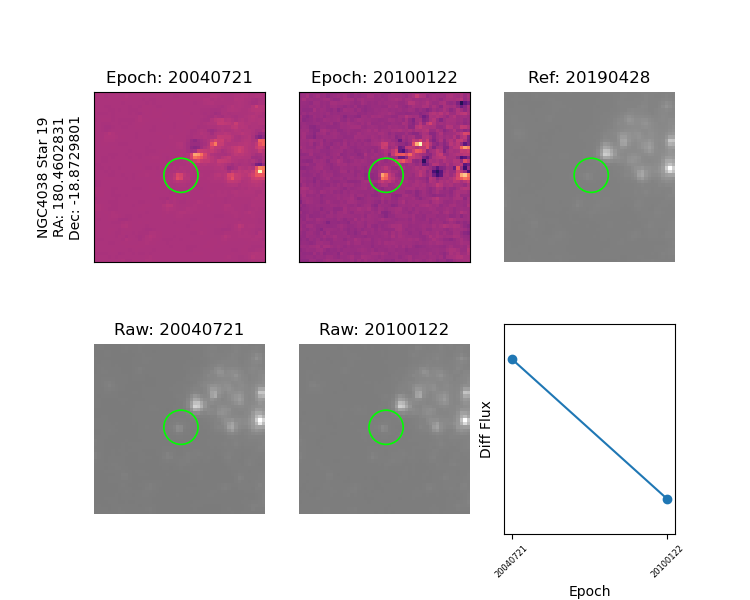 NGC4038 Star 19
RA: 180.4602831
Dec: -18.8729801
Epoch: 20040721
Epoch: 20100122
Ref: 20190428
Raw: 20040721
Raw: 20100122
Diff Flux
20040721
20100122
Epoch